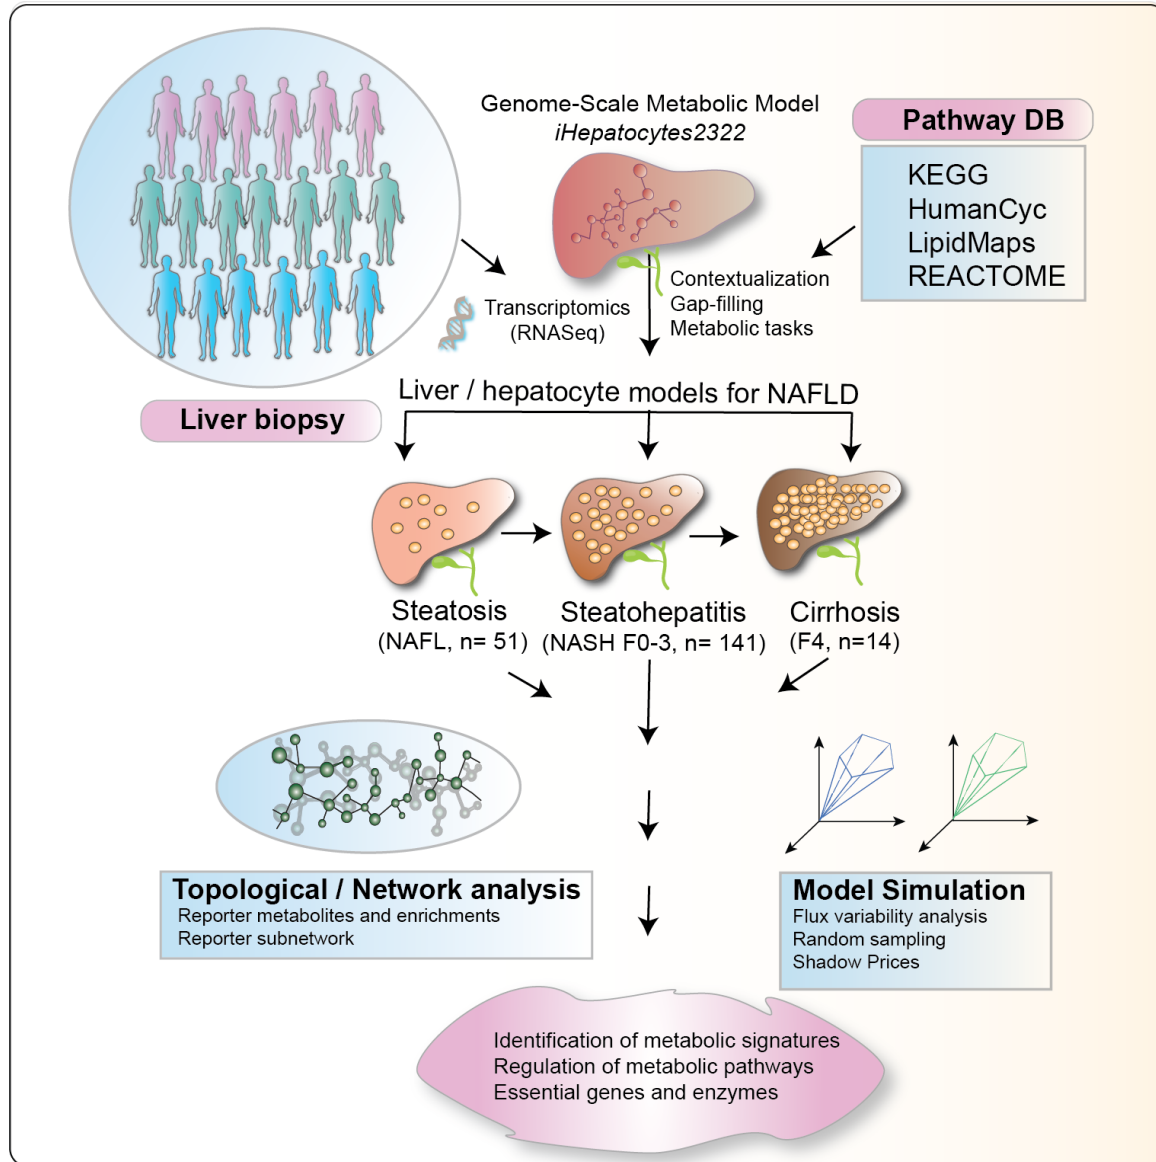 Genome-Scale Metabolic Model
iHepatocytes2322
Pathway DB
KEGG
HumanCyc
LipidMaps
REACTOME
Transcriptomics
(RNASeq)
Contextualization
Gap-filling
Metabolic tasks
Liver biopsy
Liver / hepatocyte models for NAFLD
Steatosis
(NAFL, n= 51)
Steatohepatitis
(NASH F0-3, n= 141)
Cirrhosis
(F4, n=14)
Topological / Network analysis
Reporter metabolites and enrichments
Reporter subnetwork
Model Simulation
Flux variability analysis
Random sampling
Shadow Prices
Identification of metabolic signatures
Regulation of metabolic pathways
Essential genes and enzymes